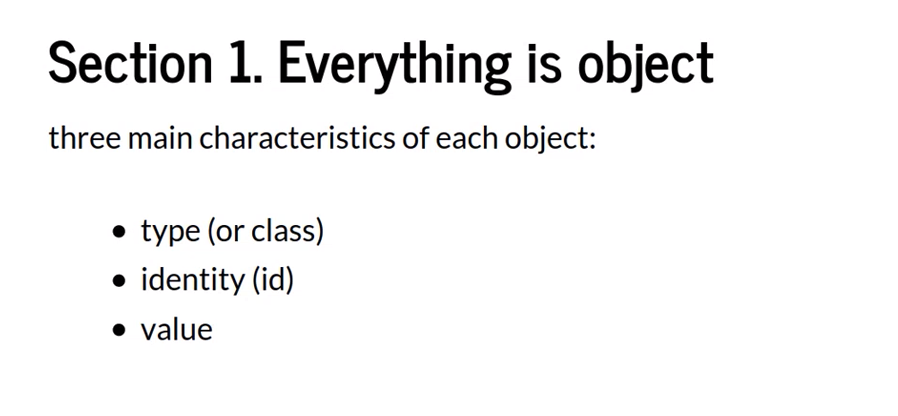 Section 1. Everything is object
three main characteristics of each object:
• type (or class)
• identity (id)
• value